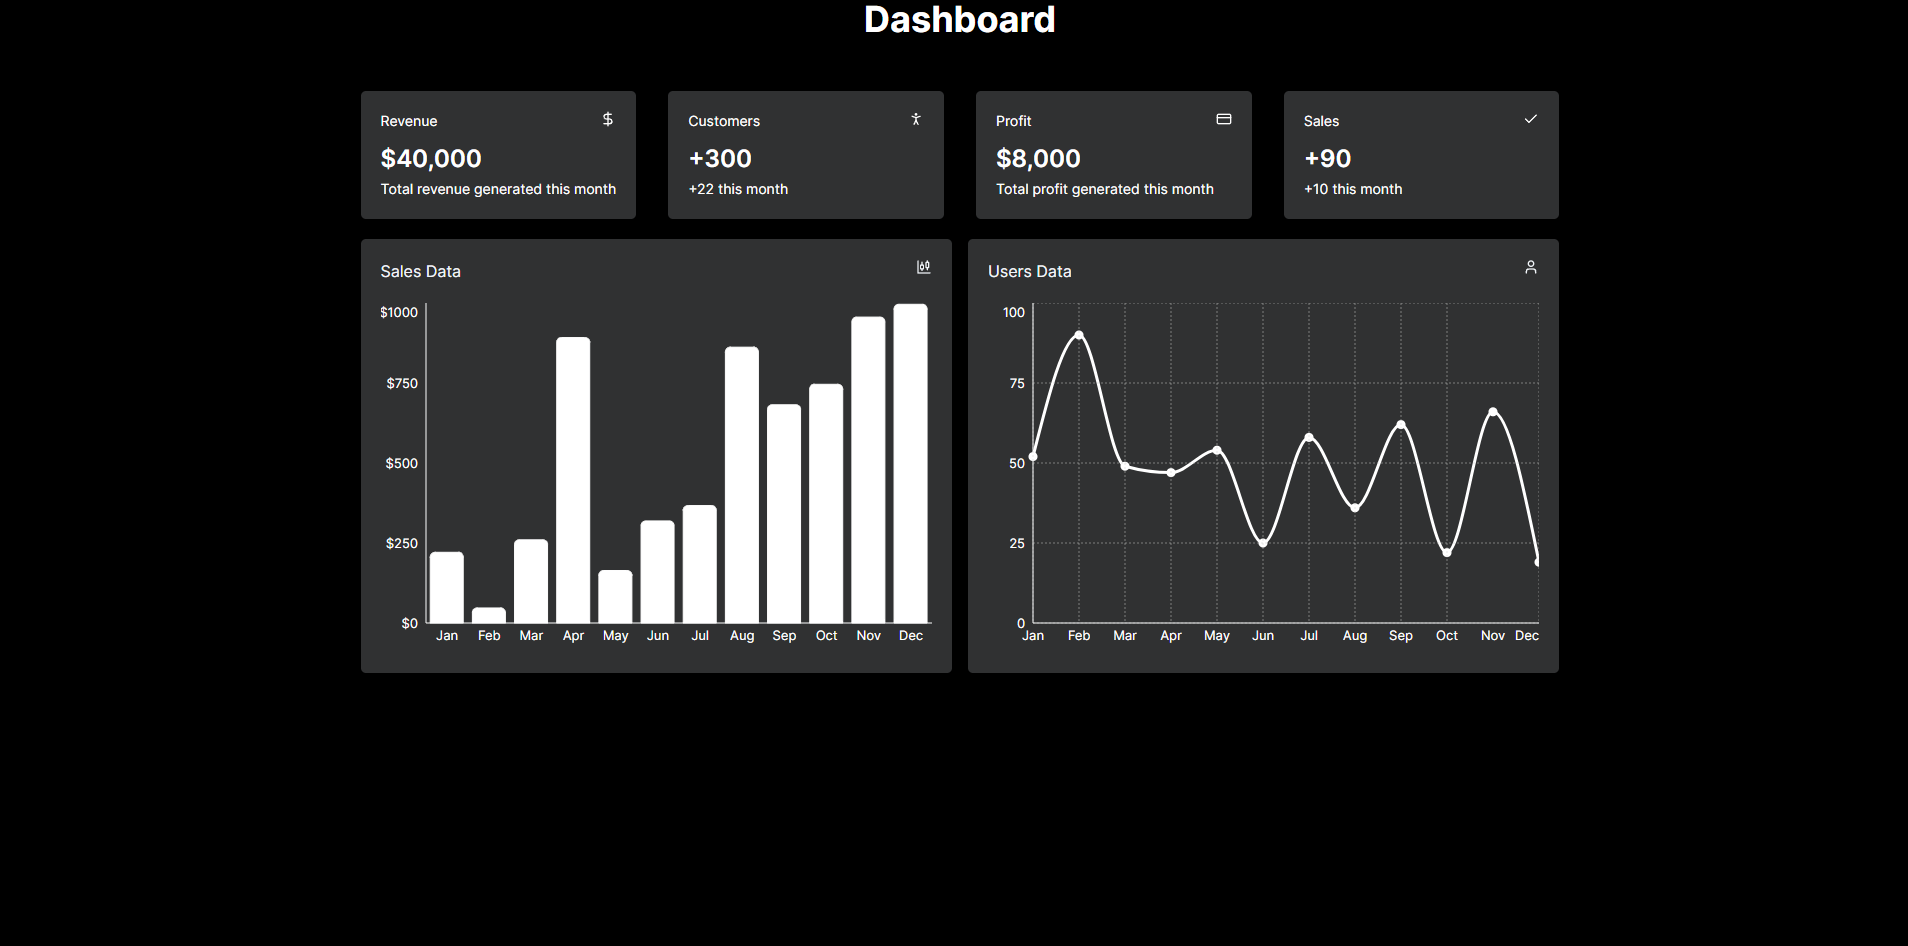 Dashboard
Revenue
$40,000
Total revenue generated this month
Customers
+300
+22 this month
Profit
$8,000
Total profit generated this month
Sales
+90
+10 this month
Sales Data
$1000
$750
$500
$250
$0
Jan Feb Mar Apr May Jun Jul Aug Sep Oct Nov Dec
Users Data
100
75
50
25
0
Jan Feb Mar Apr May Jun Jul Aug Sep Oct Nov Dec